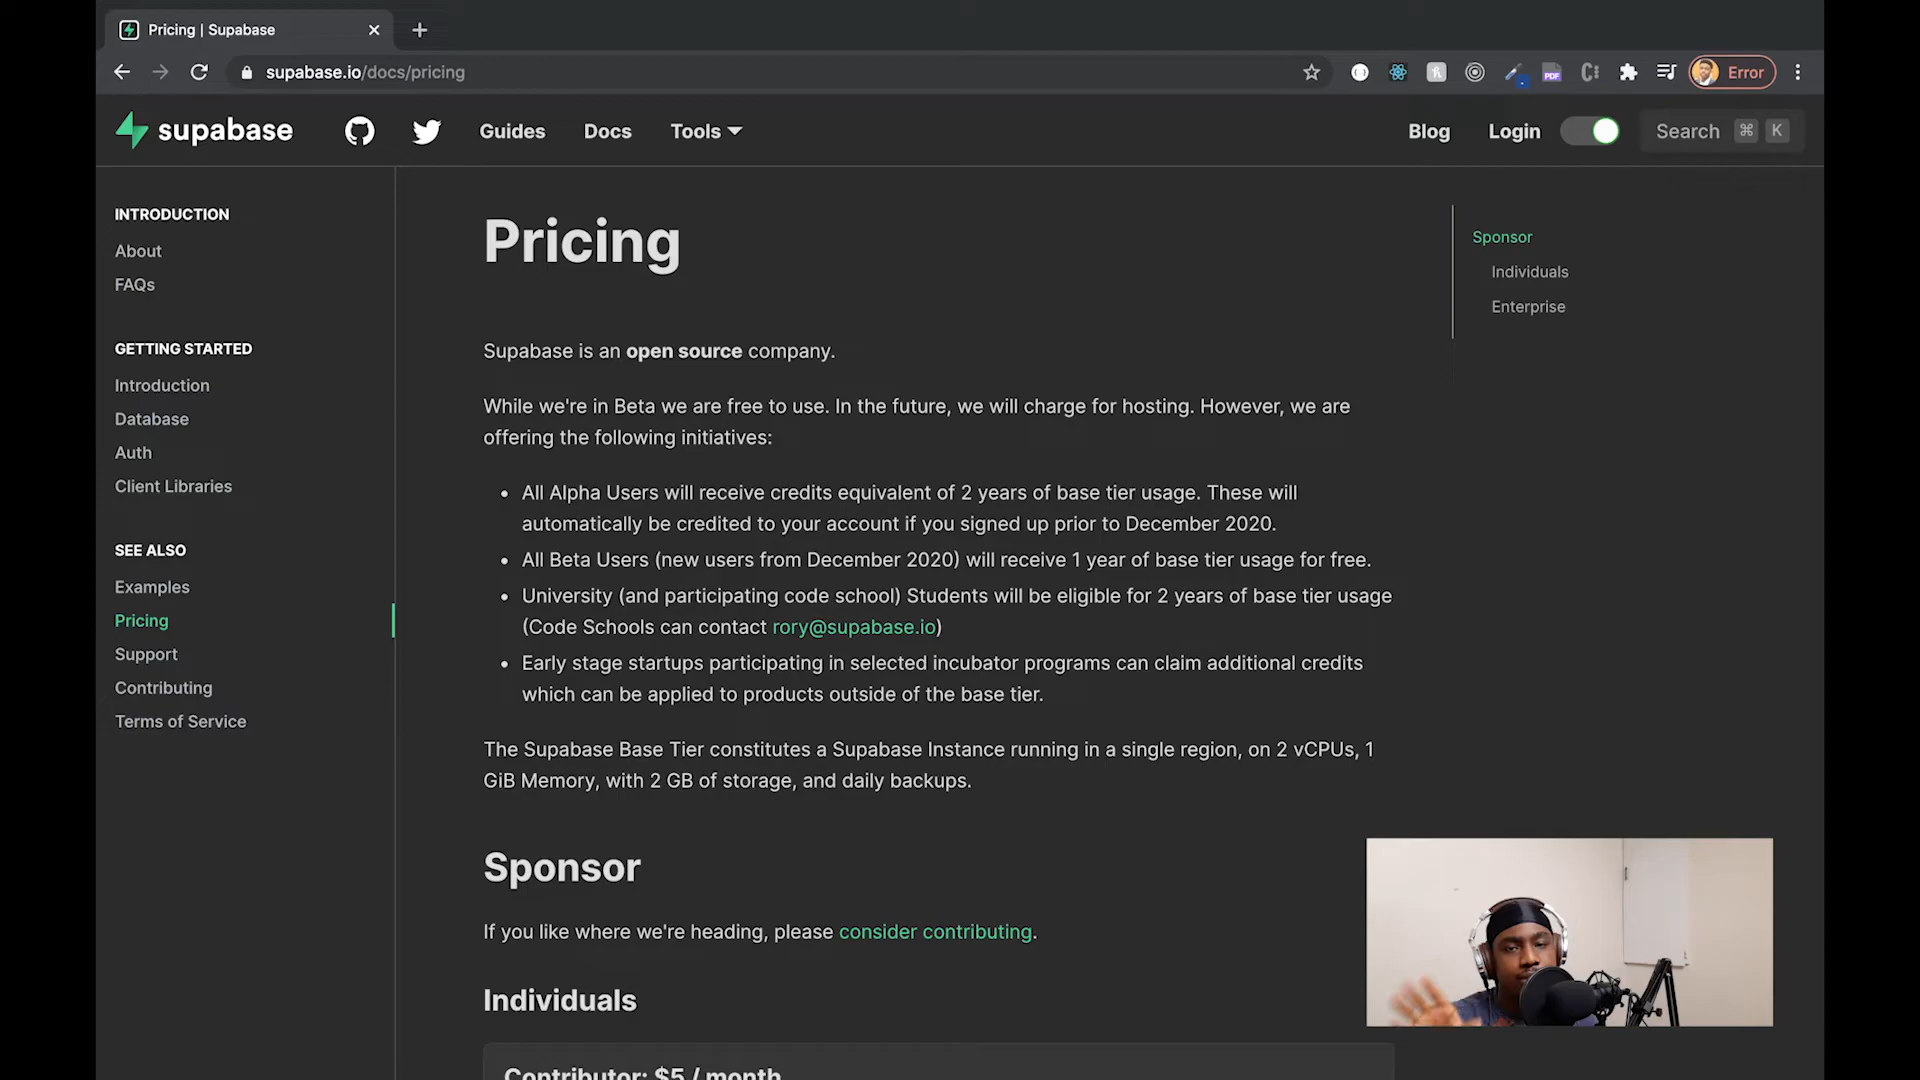 Pricing | Supabase
supabase.io/docs/pricing
PDF
Error
supabase
Guides
Docs
Tools
Blog
Login
Search ⌘ K
INTRODUCTION
About
FAQs
GETTING STARTED
Introduction
Database
Auth
Client Libraries
SEE ALSO
Examples
Pricing
Support
Contributing
Terms of Service
Pricing
Supabase is an open source company.
While we're in Beta we are free to use. In the future, we will charge for hosting. However, we are
offering the following initiatives:
• All Alpha Users will receive credits equivalent of 2 years of base tier usage. These will
automatically be credited to your account if you signed up prior to December 2020.
• All Beta Users (new users from December 2020) will receive 1 year of base tier usage for free.
• University (and participating code school) Students will be eligible for 2 years of base tier usage
(Code Schools can contact rory@supabase.io)
• Early stage startups participating in selected incubator programs can claim additional credits
which can be applied to products outside of the base tier.
The Supabase Base Tier constitutes a Supabase Instance running in a single region, on 2 vCPUs, 1
GiB Memory, with 2 GB of storage, and daily backups.
Sponsor
If you like where we're heading, please consider contributing.
Individuals
Contributor: $5 / month
Sponsor
Individuals
Enterprise